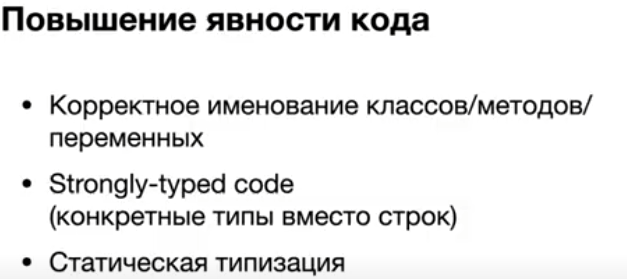 Повышение явности кода
• Корректное именование классов/методов/
переменных
• Strongly-typed code
(конкретные типы вместо строк)
• Статическая типизация